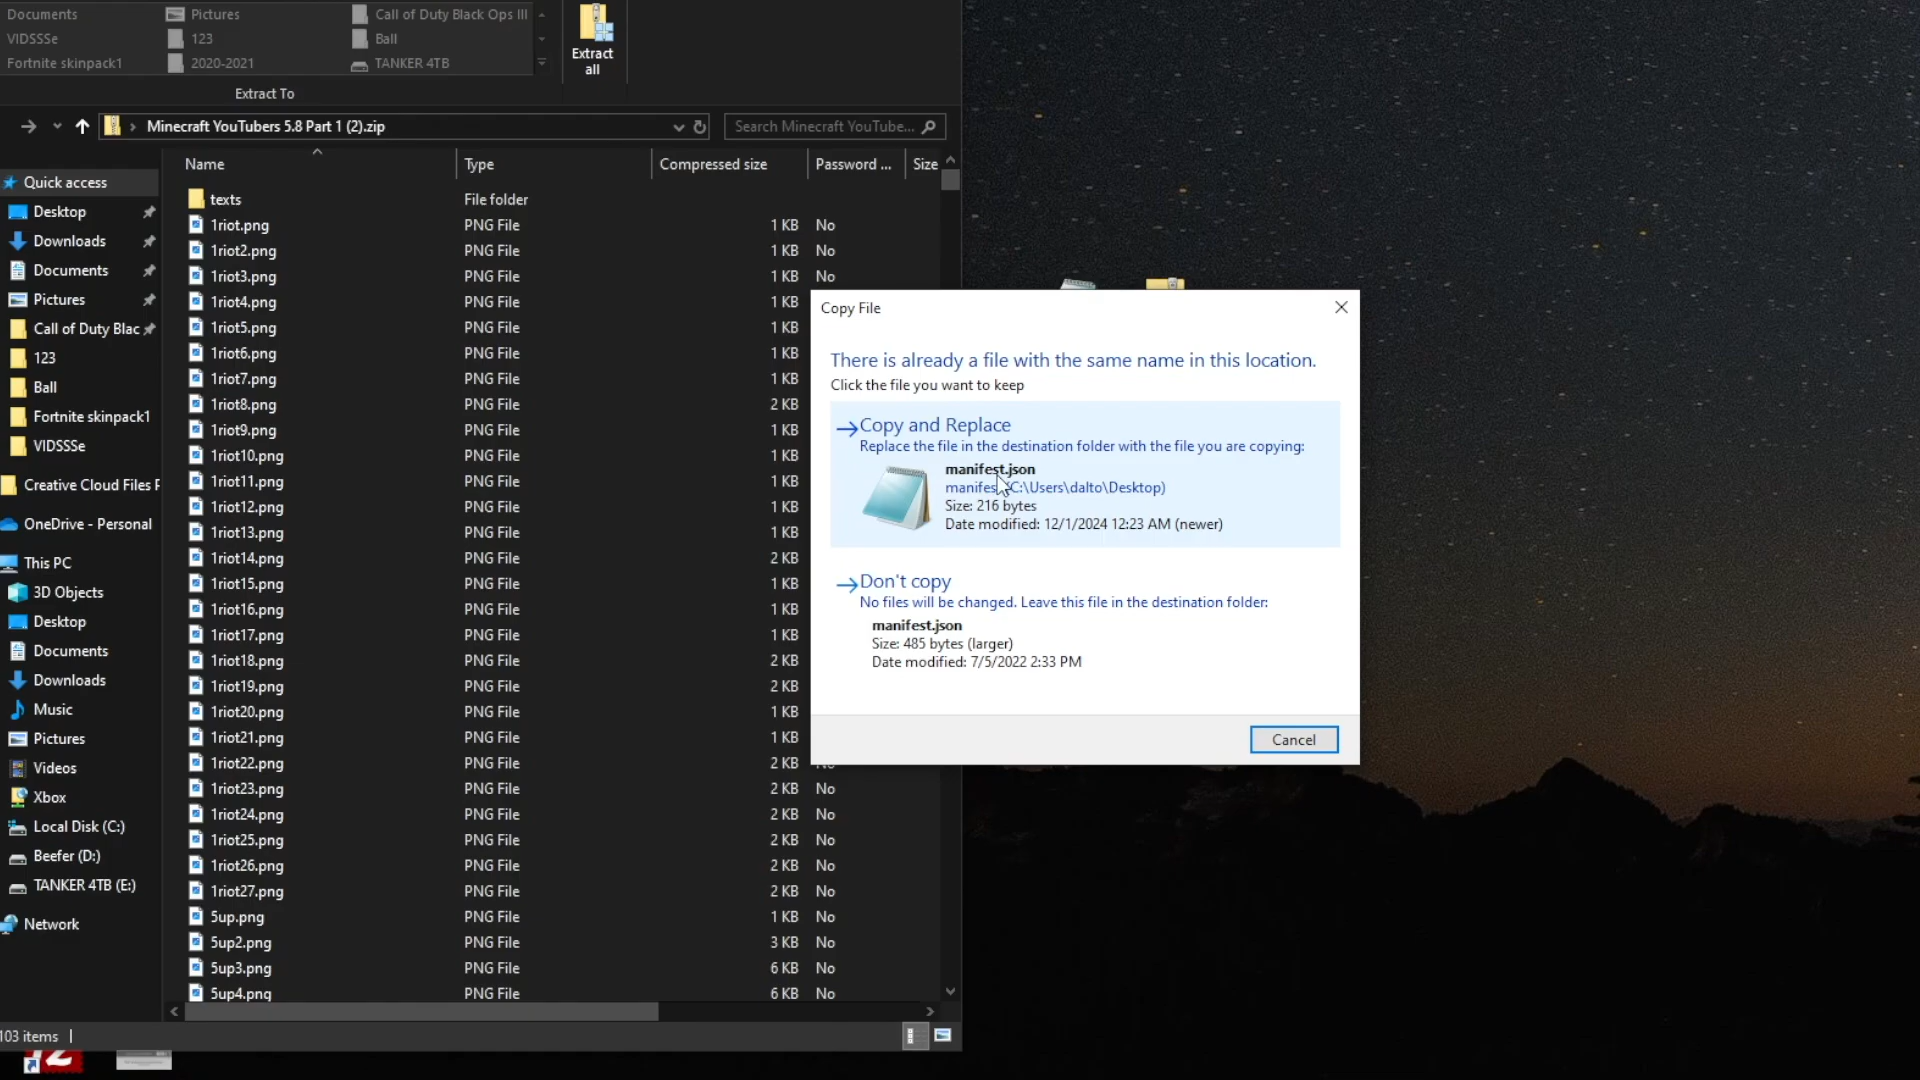 Documents
Pictures
Call of Duty Black Ops III
VIDSSSe
123
Ball
Fortnite skinpack1
2020-2021
TANKER 4TB
Extract To
Extract
all
Minecraft YouTubers 5.8 Part 1 (2).zip
Search Minecraft YouTube...
Name
Type
Compressed size
Password ...
Size
Quick access
Desktop
Downloads
Documents
Pictures
Call of Duty Blac
123
Ball
Fortnite skinpack1
VIDSSSe
Creative Cloud Files F
OneDrive - Personal
This PC
3D Objects
Desktop
Documents
Downloads
Music
Pictures
Videos
Xbox
Local Disk (C:)
Beefer (D:)
TANKER 4TB (E:)
Network
texts File folder
1riot.png PNG File 1 KB No
1riot2.png PNG File 1 KB No
1riot3.png PNG File 1 KB No
1riot4.png PNG File 1 KB
1riot5.png PNG File 1 KB
1riot6.png PNG File 1 KB
1riot7.png PNG File 1 KB
1riot8.png PNG File 2 KB
1riot9.png PNG File 1 KB
1riot10.png PNG File 1 KB
1riot11.png PNG File 1 KB
1riot12.png PNG File 1 KB
1riot13.png PNG File 1 KB
1riot14.png PNG File 2 KB
1riot15.png PNG File 1 KB
1riot16.png PNG File 1 KB
1riot17.png PNG File 1 KB
1riot18.png PNG File 2 KB
1riot19.png PNG File 2 KB
1riot20.png PNG File 1 KB
1riot21.png PNG File 1 KB
1riot22.png PNG File 2 KB No
1riot23.png PNG File 2 KB No
1riot24.png PNG File 2 KB No
1riot25.png PNG File 2 KB No
1riot26.png PNG File 2 KB No
1riot27.png PNG File 2 KB No
5up.png PNG File 1 KB No
5up2.png PNG File 3 KB No
5up3.png PNG File 6 KB No
5up4.png PNG File 6 KB No
103 items
Copy File
There is already a file with the same name in this location.
Click the file you want to keep
Copy and Replace
Replace the file in the destination folder with the file you are copying:
manifest.json
manifest (C:\Users\dalto\Desktop)
Size: 216 bytes
Date modified: 12/1/2024 12:23 AM (newer)
Don't copy
No files will be changed. Leave this file in the destination folder:
manifest.json
Size: 485 bytes (larger)
Date modified: 7/5/2022 2:33 PM
Cancel